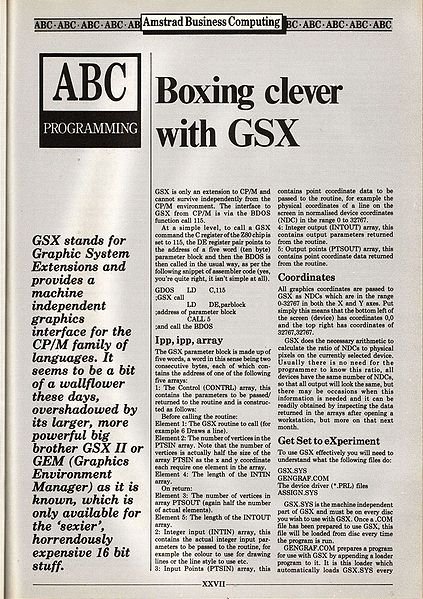 ABC · ABC · ABC · ABC · AB
Amstrad Business Computing
BC · ABC · ABC · ABC · ABC
ABC
PROGRAMMING
Boxing clever
with GSX
GSX stands for
Graphic System
Extensions and
provides a
machine
independent
graphics
interface for the
CP/M family of
languages. It
seems to be a bit
of a wallflower
these days,
overshadowed by
its larger, more
powerful big
brother GSX II or
GEM (Graphics
Environment
Manager) as it is
known, which is
only available for
the ‘sexier’,
horrendously
expensive 16 bit
stuff.
GSX is only an extension to CP/M and
cannot survive independently from the
CP/M environment. The interface to
GSX from CP/M is via the BDOS
function call 115.
At a simple level, to call a GSX
command the C register of the Z80 chip is
set to 115, the DE register pair points to
the address of a five word (ten byte)
parameter block and then the BDOS is
then called in the usual way, as per the
following snippet of assembler code (yes,
you're quite right, it isn't simple at all).
GDOS LD C,115
;GSX call
LD DE,parblock
;address of parameter block
CALL 5
;and call the BDOS
Ipp, ipp, array
The GSX parameter block is made up of
five words, a word in this sense being two
consecutive byte, each of which con-
tains the address of one of the following
five arrays:
1: The Control (CONTRL) array, this
contains the parameters to be passed/
returned to the routine and is construc-
ted as follows:
Before calling the routine:
Element 1: The GSX routine to call (for
example 6 Draws a line).
Element 2: The number of vertices in the
PTSIN array. Note that the number of
vertices is actually half the size of the
array PTSIN as the x and y coordinate
each require one element in the array.
Element 4: The length of the INTIN
array.
On return:
Element 3: The number of vertices in
array PTSOUT (again half the number
of actual elements).
Element 5: The length of the INTOUT
array.
2: Integer input (INTIN) array, this
contains the actual integer input par-
ameters to be passed to the routine, for
example the colour to use for drawing
lines or the line style to use etc.
3: Input Points (PTSIN) array, this
contains point coordinate data to be
passed to the routine, for example the
physical coordinates of a line on the
screen in normalised device coordinates
(NDC) in the range 0 to 32767.
4: Integer output (INTOUT) array, this
contains output parameters returned
from the routine.
5: Output points (PTSOUT) array, this
contains point coordinate data returned
from the routine.
Coordinates
All graphics coordinates are passed to
GSX as NDCs which are in the range
0-32767 in both the X and Y axes. Put
simply this means that the bottom left of
the screen (device) has coordinates 0,0
and the top right has coordinates of
32767,32767.
GSX does the necessary arithmetic to
calculate the ratio of NDCs to physical
pixels on the currently selected device.
Usually there is no need for the
programmer to know this ratio, all
devices have the same number of NDCs,
so that all output will look the same, but
there may be occasions when this
information is needed and it can be
readily obtained by inspecting the data
returned in the arrays after opening a
workstation, but more on that next
month.
Get Set to eXperiment
To use GSX effectively you will need to
understand what the following files do:
GSX.SYS
GENGRAF.COM
The device driver (*.PRL) files
ASSIGN.SYS
GSX.SYS is the machine independent
part of GSX and must be on every disc
you wish to use with GSX. Once a .COM
file has been prepared to use GSX, this
file will be loaded from disc every time
the program is run.
GENGRAF.COM prepares a program
for use with GSX by appending a loader
program to it. It is this loader which
automatically loads GSX.SYS every
XXVII